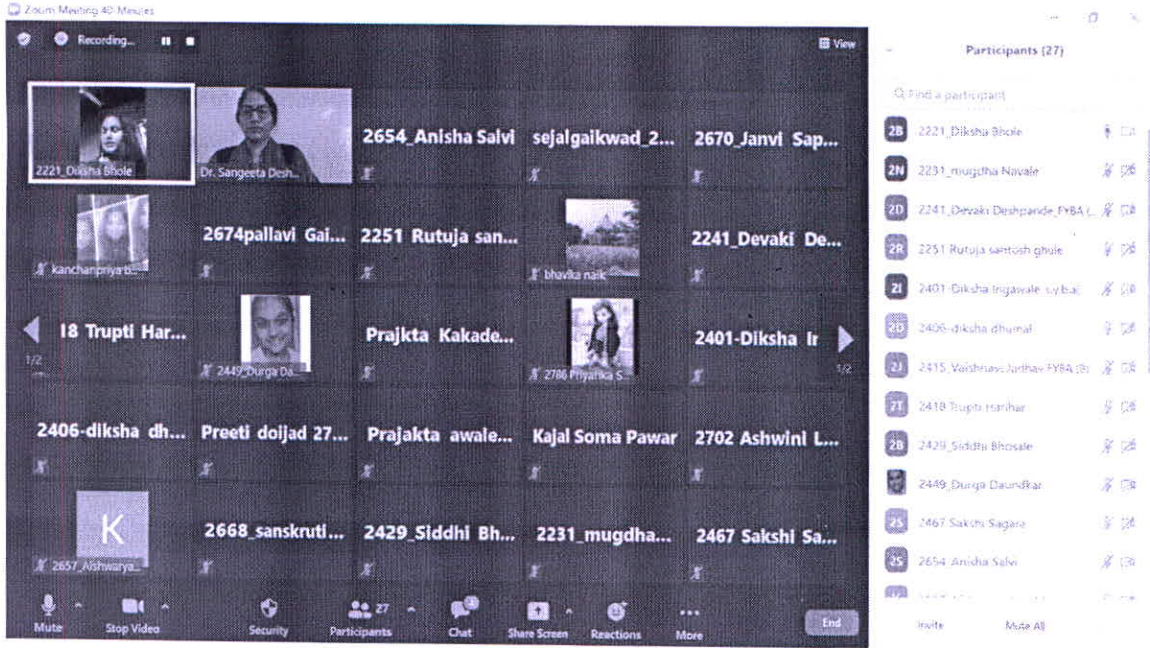 Zoom Meeting 40-Minutes
Recording...
View
2221_Diksha Bhole
Dr. Sangeeta Desh...
2654_Anisha Salvi
sejalgaikwad_2...
2670_Janvi Sap...
kanchanpriya b...
2674pallavi Gai...
2251 Rutuja san...
bhavika naik
2241_Devaki De...
18 Trupti Har...
2449_Durga Da...
Prajkta Kakade...
2786 Priyanka S...
2401-Diksha Ir
1/2
1/2
2406-diksha dh...
Preeti doijad 27...
Prajakta awale...
Kajal Soma Pawar
2702 Ashwini L...
K
2657_Aishwarya...
2668_sanskruti...
2429_Siddhi Bh...
2231_mugdha...
2467 Sakshi Sa...
Mute
Stop Video
Security
27
Participants
Chat
Share Screen
Reactions
More
End
Participants (27)
Find a participant
2B 2221_Diksha Bhole
2N 2231_mugdha Navale
2D 2241_Devaki Deshpande_FYBA (...
2R 2251 Rutuja santosh ghule
2I 2401-Diksha Ingawale s.y.b.a(
2D 2406-diksha dhumal
2J 2415_Vaishnavi Jadhav FYBA (B)
2T 2418 Trupti Harihar
2B 2429_Siddhi Bhosale
2449_Durga Daundkar
2S 2467 Sakshi Sagare
2S 2654_Anisha Salvi
Invite
Mute All